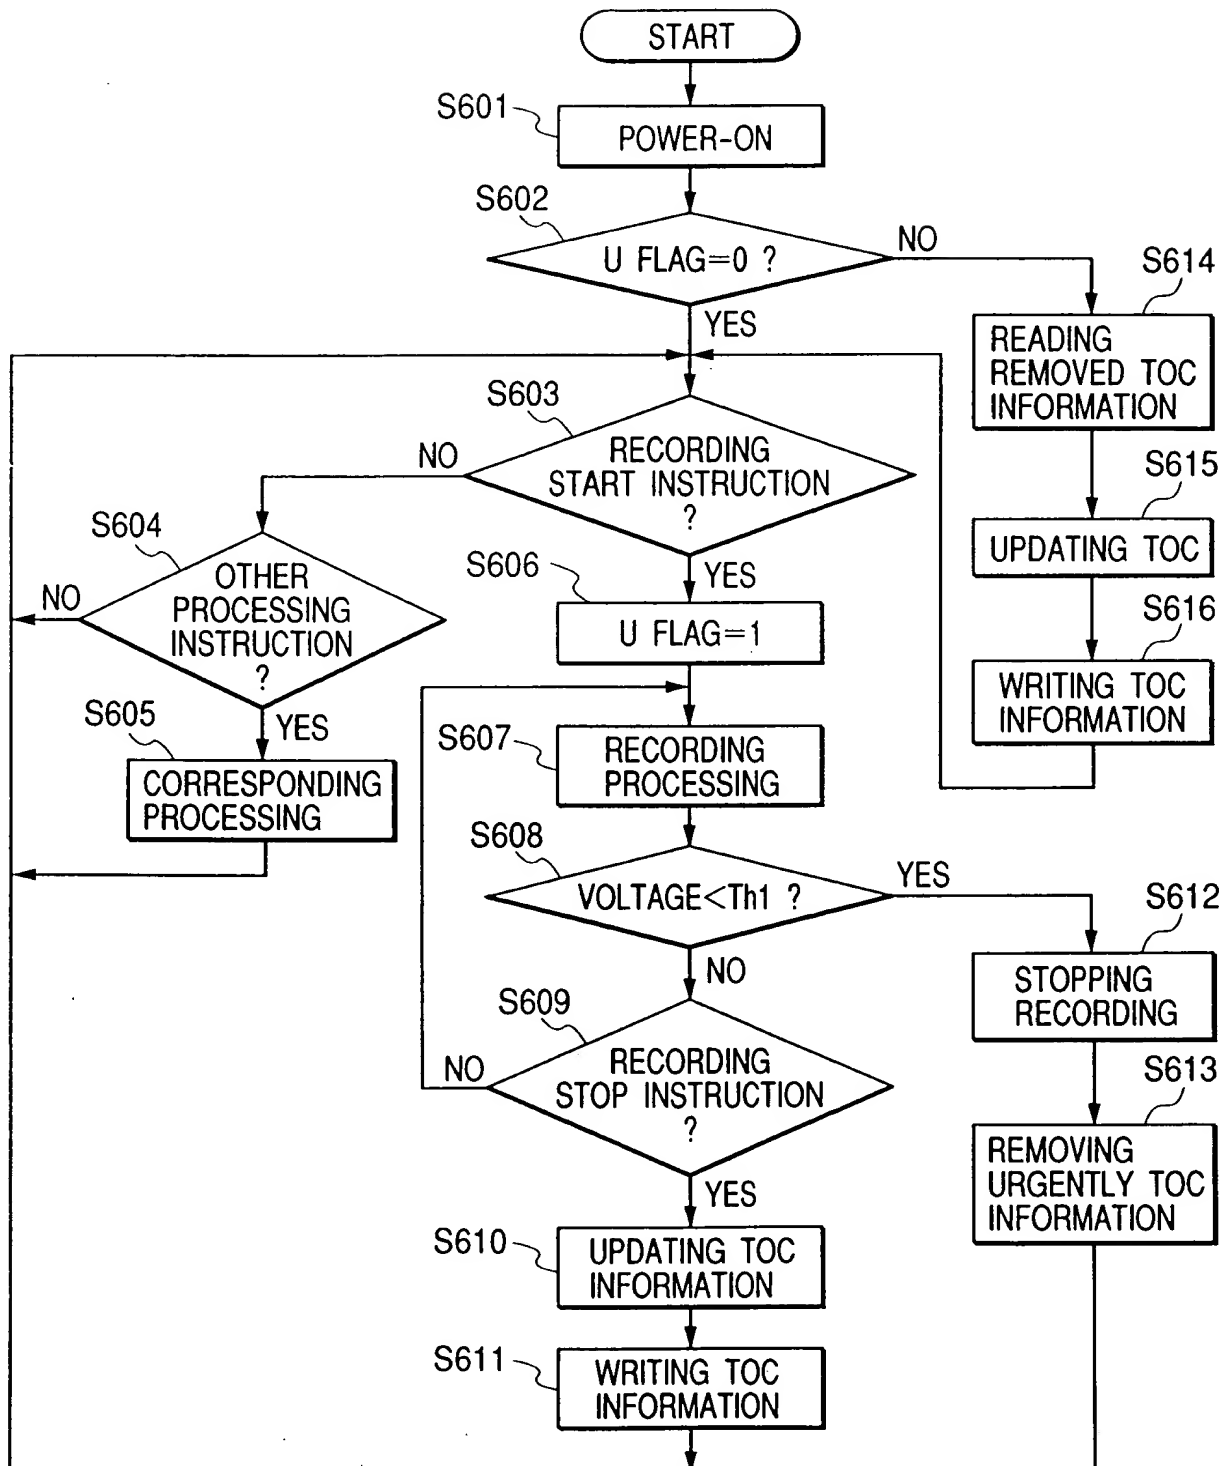 START
S601
POWER-ON
S602
U FLAG=0 ?
NO
YES
S614
READING
REMOVED TOC
INFORMATION
S603
RECORDING
START INSTRUCTION
?
NO
YES
S615
UPDATING TOC
S604
OTHER
PROCESSING
INSTRUCTION
?
NO
YES
S606
U FLAG=1
S616
WRITING TOC
INFORMATION
S605
CORRESPONDING
PROCESSING
S607
RECORDING
PROCESSING
S608
VOLTAGE<Th1 ?
YES
NO
S612
STOPPING
RECORDING
S609
RECORDING
STOP INSTRUCTION
?
NO
YES
S613
REMOVING
URGENTLY TOC
INFORMATION
S610
UPDATING TOC
INFORMATION
S611
WRITING TOC
INFORMATION